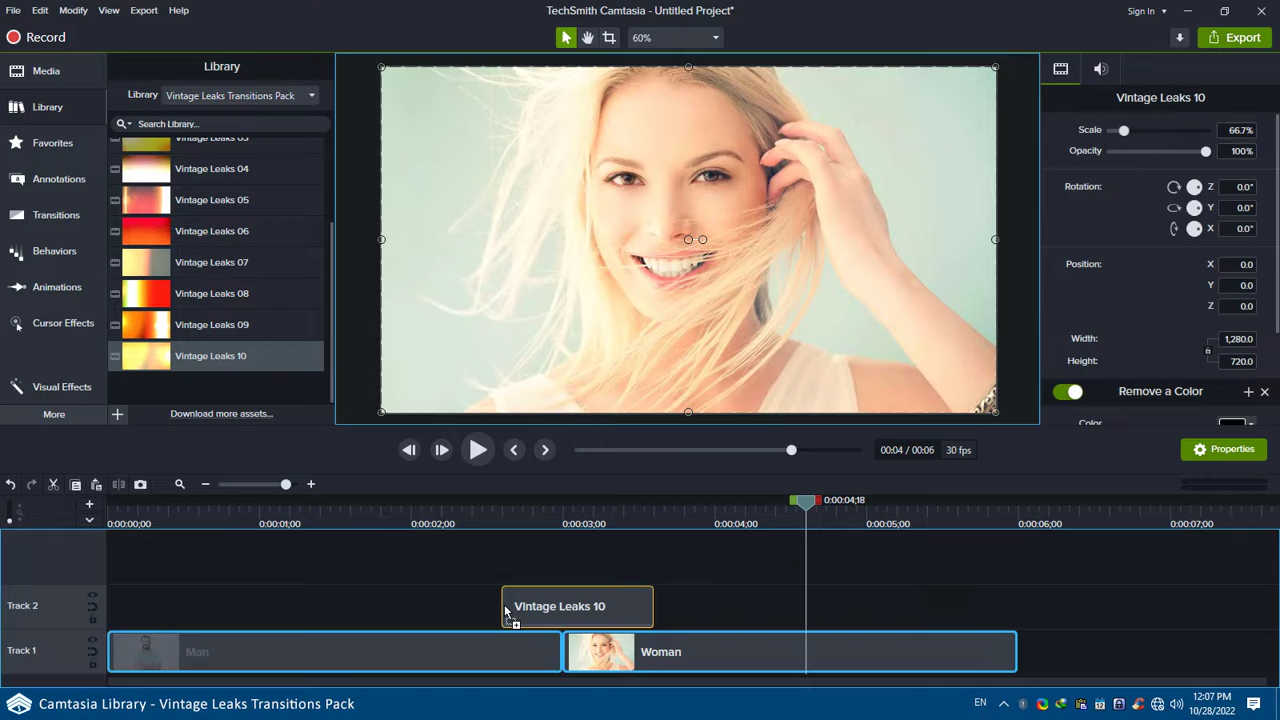 File Edit Modify View Export Help
TechSmith Camtasia - Untitled Project*
Sign In
Record
60%
Export
Media
Library
Favorites
Annotations
Transitions
Behaviors
Animations
Cursor Effects
Visual Effects
More
Library
Library Vintage Leaks Transitions Pack
Search Library...
Vintage Leaks 03
Vintage Leaks 04
Vintage Leaks 05
Vintage Leaks 06
Vintage Leaks 07
Vintage Leaks 08
Vintage Leaks 09
Vintage Leaks 10
Download more assets...
Vintage Leaks 10
Scale 66.7%
Opacity 100%
Rotation: Z 0.0°
Y 0.0°
X 0.0°
Position: X 0.0
Y 0.0
Z 0.0
Width: 1,280.0
Height: 720.0
Remove a Color
Color
00:04 / 00:06 30 fps
Properties
0:00:04;18
0:00:00;00 0:00:01;00 0:00:02;00 0:00:03;00 0:00:04;00 0:00:05;00 0:00:06;00 0:00:07;00
Track 2
Vintage Leaks 10
Track 1
Man
Woman
Camtasia Library - Vintage Leaks Transitions Pack
EN
12:07 PM
10/28/2022